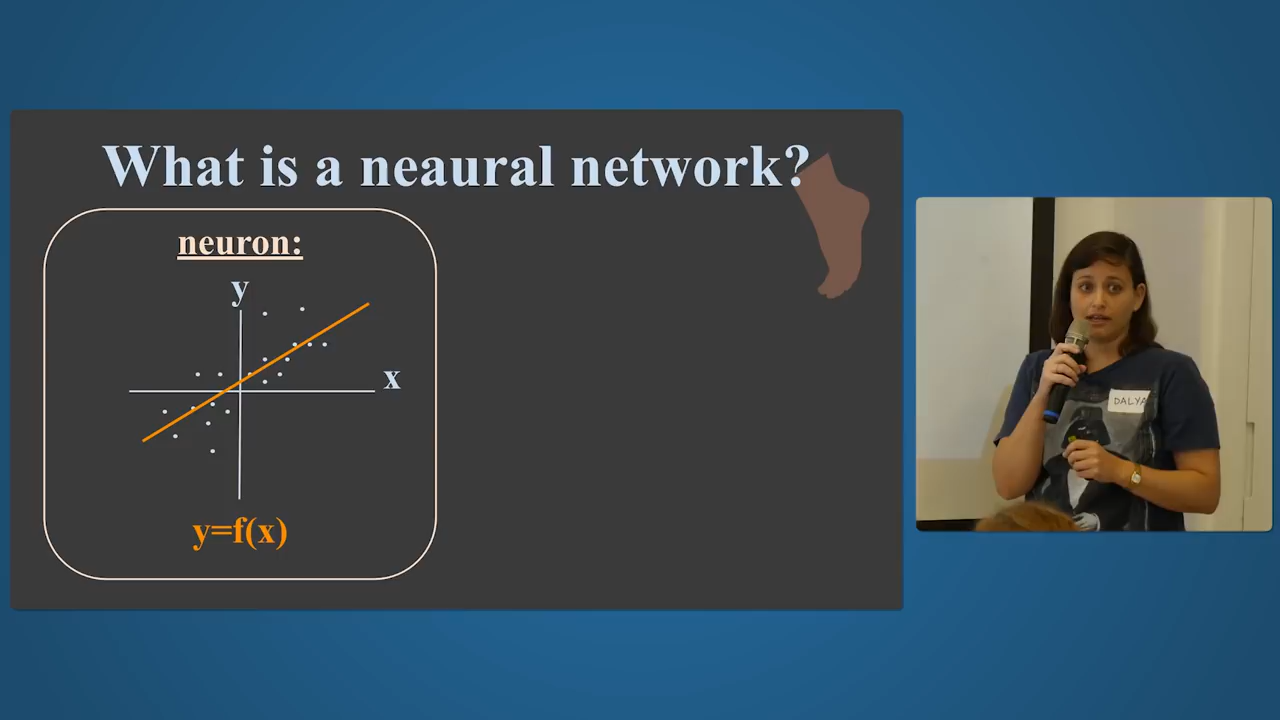 What is a neaural network?
neuron:
y
x
y=f(x)
DALYA